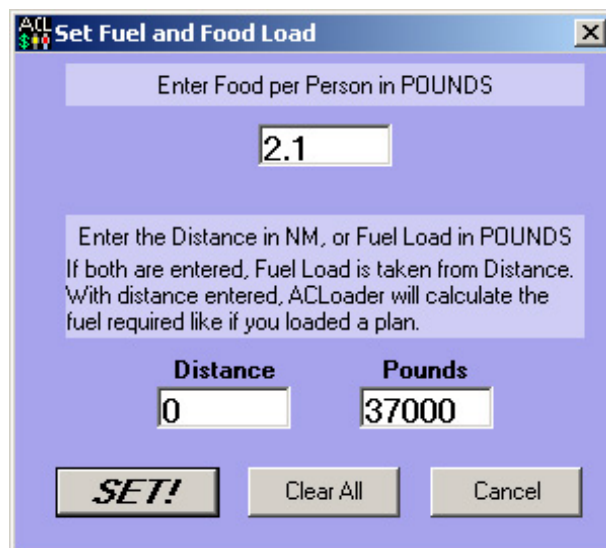 ACL
$
Set Fuel and Food Load
Enter Food per Person in POUNDS
2.1
Enter the Distance in NM, or Fuel Load in POUNDS
If both are entered, Fuel Load is taken from Distance.
With distance entered, ACLoader will calculate the
fuel required like if you loaded a plan.
Distance Pounds
0 37000
SET! Clear All Cancel